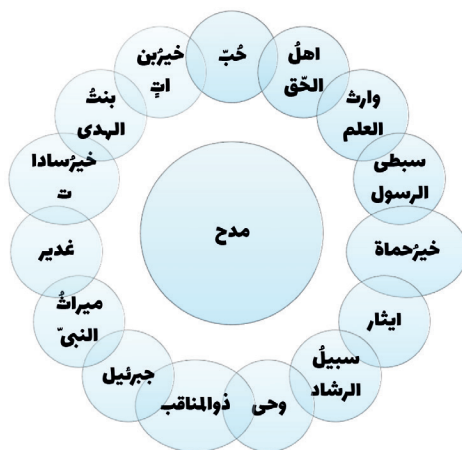 حُبّ
اهلُ
الحّق
وارث
العلم
سبطی
الرسول
خیرُحماة
ایثار
سبیلُ
الرشاد
وحی
ذوالمناقب
جبرئیل
میراثُ
النبیّ
غدیر
خیرُسادا
ت
بنتُ
الهدی
خیرُبن
اتٍ
مدح